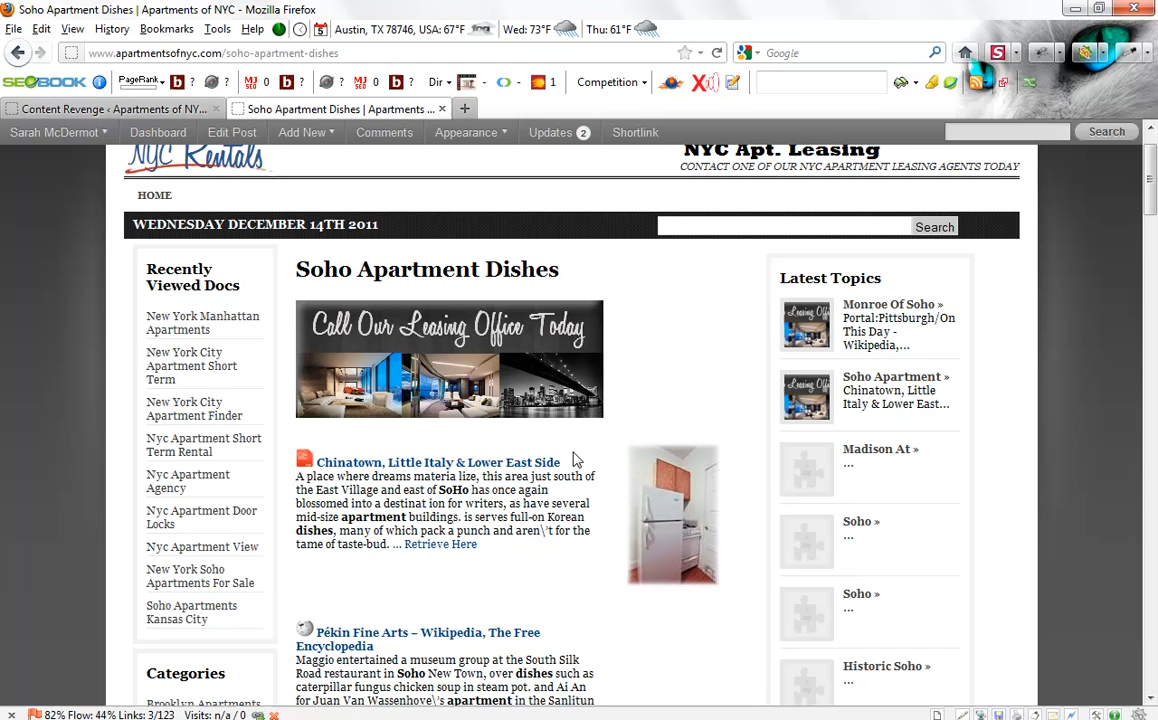 Soho Apartment Dishes | Apartments of NYC - Mozilla Firefox
File Edit View History Bookmarks Tools Help Austin, TX 78746, USA: 67°F Wed: 73°F Thu: 61°F
www.apartmentsofnyc.com/soho-apartment-dishes Google
SEOBOOK PageRank ? ? MJ SEO 0 ? ? MJ SEO 0 ? Dir - - 1 Competition
Content Revenge ‹ Apartments of NY... Soho Apartment Dishes | Apartments ...
Sarah McDermot Dashboard Edit Post Add New Comments Appearance Updates 2 Shortlink Search
NYC Rentals
NYC Apt. Leasing
CONTACT ONE OF OUR NYC APARTMENT LEASING AGENTS TODAY
HOME
WEDNESDAY DECEMBER 14TH 2011 Search
Recently
Viewed Docs
New York Manhattan
Apartments
New York City
Apartment Short
Term
New York City
Apartment Finder
Nyc Apartment Short
Term Rental
Nyc Apartment
Agency
Nyc Apartment Door
Locks
Nyc Apartment View
New York Soho
Apartments For Sale
Soho Apartments
Kansas City
Categories
Brooklyn Apartments
Soho Apartment Dishes
Call Our Leasing Office Today
Chinatown, Little Italy & Lower East Side
A place where dreams materia lize, this area just south of
the East Village and east of SoHo has once again
blossomed into a destinat ion for writers, as have several
mid-size apartment buildings. is serves full-on Korean
dishes, many of which pack a punch and aren\'t for the
tame of taste-bud. ... Retrieve Here
Pékin Fine Arts – Wikipedia, The Free
Encyclopedia
Maggio entertained a museum group at the South Silk
Road restaurant in Soho New Town, over dishes such as
caterpillar fungus chicken soup in steam pot. and Ai An
for Juan Van Wassenhove\'s apartment in the Sanlitun
Latest Topics
Monroe Of Soho »
Portal:Pittsburgh/On
This Day -
Wikipedia,...
Soho Apartment »
Chinatown, Little
Italy & Lower East...
Madison At »
...
Soho »
...
Soho »
...
Historic Soho »
...
82% Flow: 44% Links: 3/123 Visits: n/a / 0